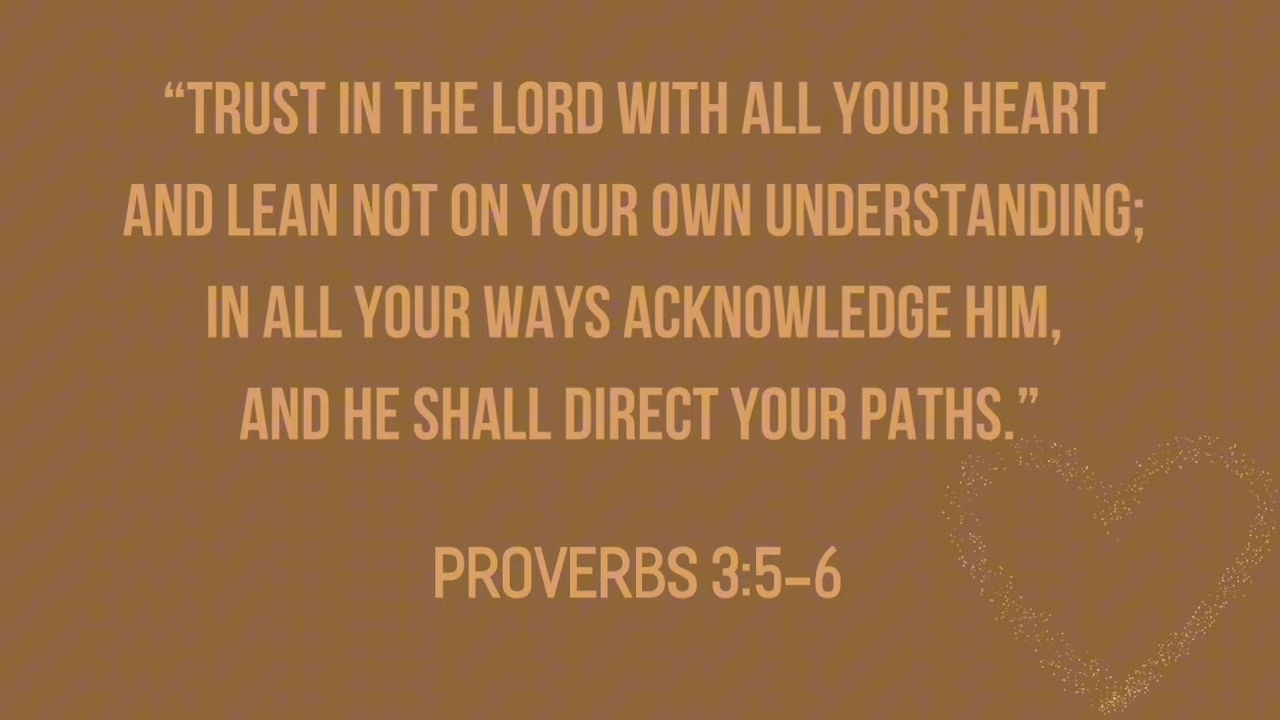 “TRUST IN THE LORD WITH ALL YOUR HEART
AND LEAN NOT ON YOUR OWN UNDERSTANDING;
IN ALL YOUR WAYS ACKNOWLEDGE HIM,
AND HE SHALL DIRECT YOUR PATHS.”
PROVERBS 3:5–6